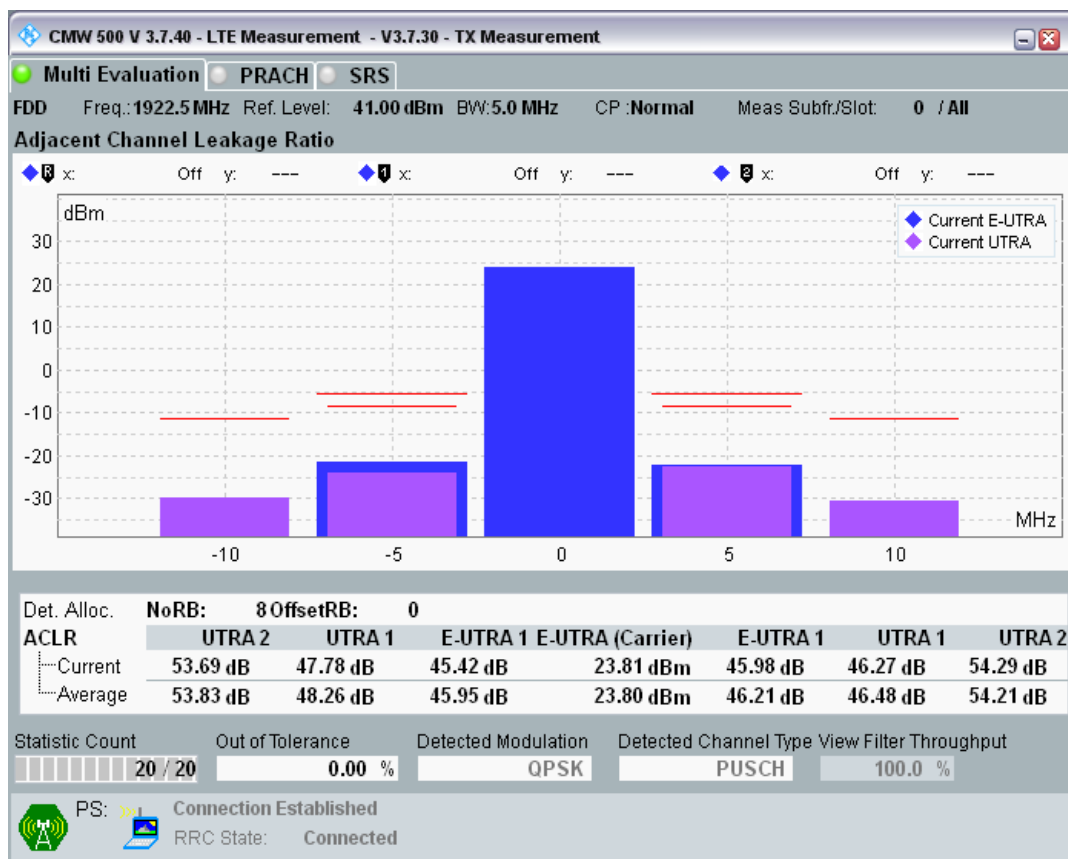 CMW 500 V 3.7.40 - LTE Measurement - V3.7.30 - TX Measurement
Multi Evaluation PRACH SRS
FDD Freq.: 1922.5 MHz Ref. Level: 41.00 dBm BW: 5.0 MHz CP : Normal Meas Subfr./Slot: 0 / All
Adjacent Channel Leakage Ratio
R x: Off y: --- 1 x: Off y: --- 2 x: Off y: ---
dBm
Current E-UTRA
Current UTRA
30
20
10
0
-10
-20
-30
MHz
-10 -5 0 5 10
Det. Alloc. NoRB: 8 OffsetRB: 0
ACLR UTRA 2 UTRA 1 E-UTRA 1 E-UTRA (Carrier) E-UTRA 1 UTRA 1 UTRA 2
Current 53.69 dB 47.78 dB 45.42 dB 23.81 dBm 45.98 dB 46.27 dB 54.29 dB
Average 53.83 dB 48.26 dB 45.95 dB 23.80 dBm 46.21 dB 46.48 dB 54.21 dB
Statistic Count Out of Tolerance Detected Modulation Detected Channel Type View Filter Throughput
20 / 20 0.00 % QPSK PUSCH 100.0 %
PS: Connection Established
RRC State: Connected